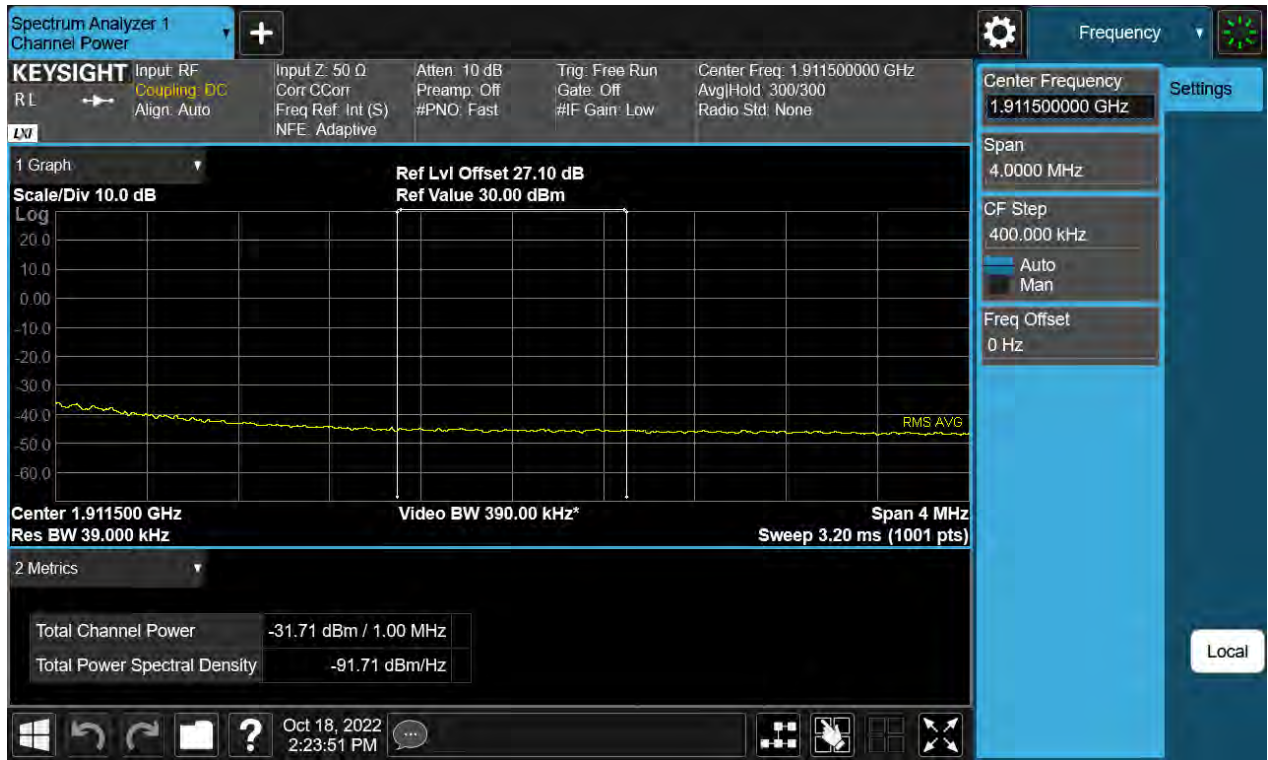 Spectrum Analyzer 1
Channel Power
+
Frequency
KEYSIGHT
RL
LXI
Input: RF
Coupling: DC
Align: Auto
Input Z: 50 Ω
Corr CCorr
Freq Ref: Int (S)
NFE: Adaptive
Atten: 10 dB
Preamp: Off
#PNO: Fast
Trig: Free Run
Gate: Off
#IF Gain: Low
Center Freq: 1.911500000 GHz
Avg|Hold: 300/300
Radio Std: None
Center Frequency
1.911500000 GHz
Settings
Span
4.0000 MHz
CF Step
400.000 kHz
Auto
Man
Freq Offset
0 Hz
1 Graph
Scale/Div 10.0 dB
Ref Lvl Offset 27.10 dB
Ref Value 30.00 dBm
Log
20.0
10.0
0.00
-10.0
-20.0
-30.0
-40.0
-50.0
-60.0
RMS AVG
Center 1.911500 GHz
Video BW 390.00 kHz*
Span 4 MHz
Res BW 39.000 kHz
Sweep 3.20 ms (1001 pts)
2 Metrics
Total Channel Power -31.71 dBm / 1.00 MHz
Total Power Spectral Density -91.71 dBm/Hz
Local
?
Oct 18, 2022
2:23:51 PM